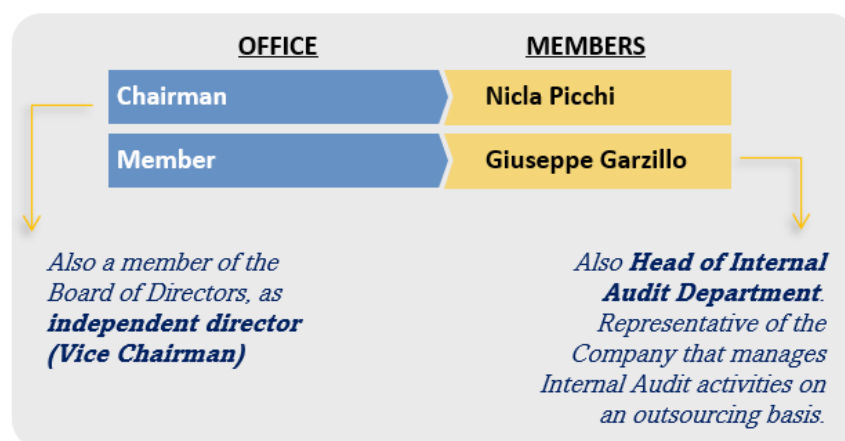 OFFICE MEMBERS
Chairman Nicla Picchi
Member Giuseppe Garzillo
Also a member of the
Board of Directors, as
independent director
(Vice Chairman)
Also Head of Internal
Audit Department.
Representative of the
Company that manages
Internal Audit activities on
an outsourcing basis.